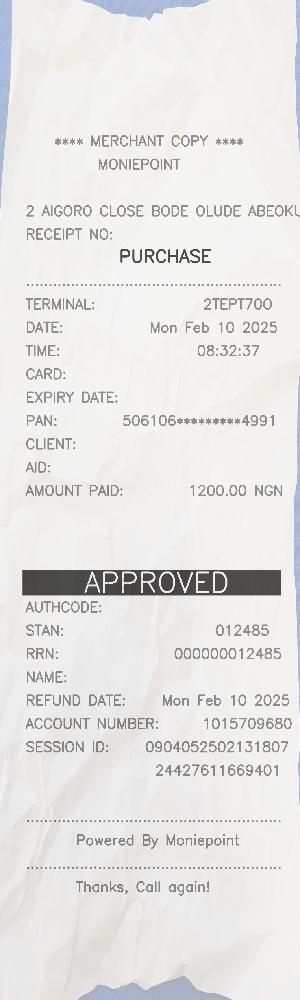 **** MERCHANT COPY ****
MONIEPOINT
2 AIGORO CLOSE BODE OLUDE ABEOKU
RECEIPT NO:
PURCHASE
TERMINAL: 2TEPT7OO
DATE: Mon Feb 10 2025
TIME: 08:32:37
CARD:
EXPIRY DATE:
PAN: 506106*********4991
CLIENT:
AID:
AMOUNT PAID: 1200.00 NGN
APPROVED
AUTHCODE:
STAN: 012485
RRN: 000000012485
NAME:
REFUND DATE: Mon Feb 10 2025
ACCOUNT NUMBER: 1015709680
SESSION ID: 0904052502131807
24427611669401
Powered By Moniepoint
Thanks, Call again!